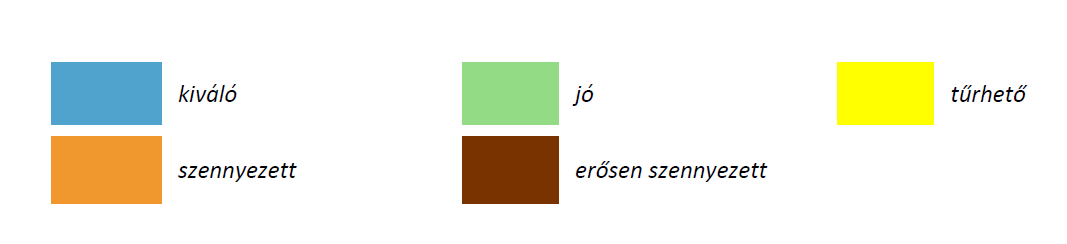 kiváló
jó
tűrhető
szennyezett
erősen szennyezett